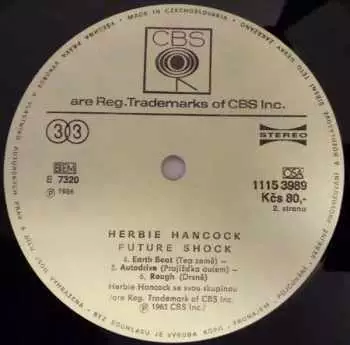 MADE IN CZECHOSLOVAKIA
CBS
are Reg.Trademarks of CBS Inc.
33
STEREO
BIEM
E 7320
℗ 1986
OSA
1115 3989
Kčs 80,-
2. strana
HERBIE HANCOCK
FUTURE SHOCK
4. Earth Beat (Tep země) –
5. Autodrive (Projížďka autem) –
6. Rough (Drsně)
Herbie Hancock se svou skupinou
/are Reg. Trademarks of CBS Inc./
℗ 1983 CBS Inc.